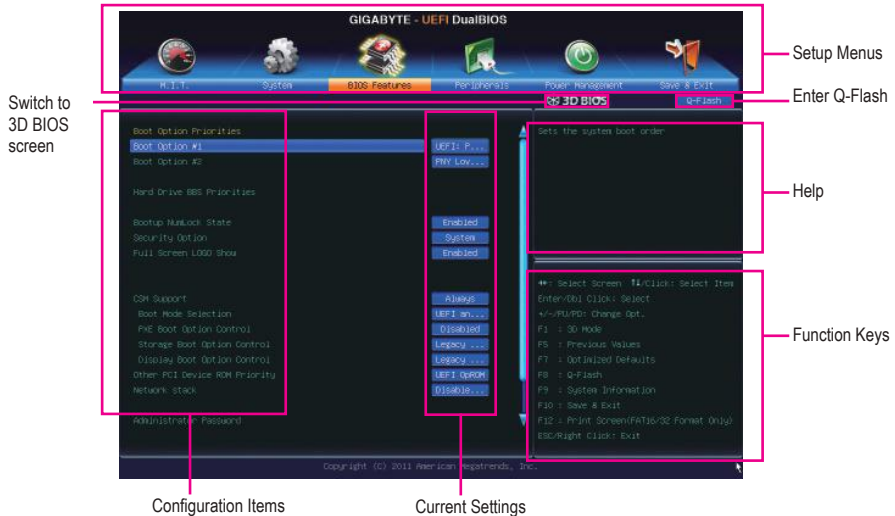 GIGABYTE - UEFI DualBIOS
M.I.T.
System
BIOS Features
Peripherals
Power Management
Save & Exit
Setup Menus
3D BIOS
Q-Flash
Enter Q-Flash
Switch to
3D BIOS
screen
Boot Option Priorities
Boot Option #1 UEFI: P...
Boot Option #2 PNY Lov...
Hard Drive BBS Priorities
Bootup NumLock State Enabled
Security Option System
Full Screen LOGO Show Enabled
CSM Support Always
Boot Mode Selection UEFI an...
PXE Boot Option Control Disabled
Storage Boot Option Control Legacy ...
Display Boot Option Control Legacy ...
Other PCI Device ROM Priority UEFI OpROM
Network stack Disable...
Administrator Password
Sets the system boot order
Help
↔: Select Screen ↑↓/Click: Select Item
Enter/Dbl Click: Select
+/-/PU/PD: Change Opt.
F1 : 3D Mode
F5 : Previous Values
F7 : Optimized Defaults
F8 : Q-Flash
F9 : System Information
F10 : Save & Exit
F12 : Print Screen(FAT16/32 Format Only)
ESC/Right Click: Exit
Function Keys
Copyright (C) 2011 American Megatrends, Inc.
Configuration Items
Current Settings